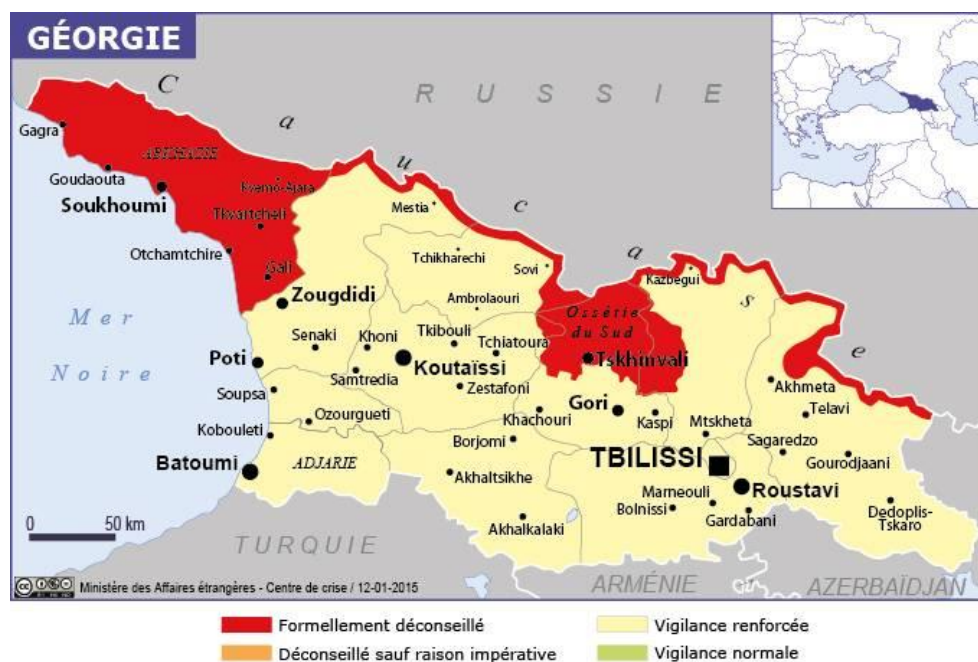 GÉORGIE
C a u c a s e
RUSSIE
Gagra
ABKHAZIE
Goudaouta
Soukhoumi
Kvemo-Ajara
Tkvartcheli
Otchamtchire
Gali
Mestia
Tchikharechi
Sovi
Kazbegui
Mer
Noire
Zougdidi
Ambrolaouri
Ossétie
du Sud
Senaki
Khoni
Tkibouli
Tchiatoura
Tskhinvali
Poti
Koutaïssi
Samtredia
Zestafoni
Akhmeta
Soupsa
Ozourgueti
Khachouri
Gori
Kaspi
Mtskheta
Telavi
Kobouleti
Borjomi
Sagaredzo
Batoumi
ADJARIE
Akhaltsikhe
TBILISSI
Gourodjaani
Roustavi
Marneouli
Bolnissi
Gardabani
Dedoplis-
Tskaro
Akhalkalaki
0 50 km
TURQUIE
ARMÉNIE
AZERBAÏDJAN
Ministère des Affaires étrangères - Centre de crise / 12-01-2015
Formellement déconseillé
Vigilance renforcée
Déconseillé sauf raison impérative
Vigilance normale